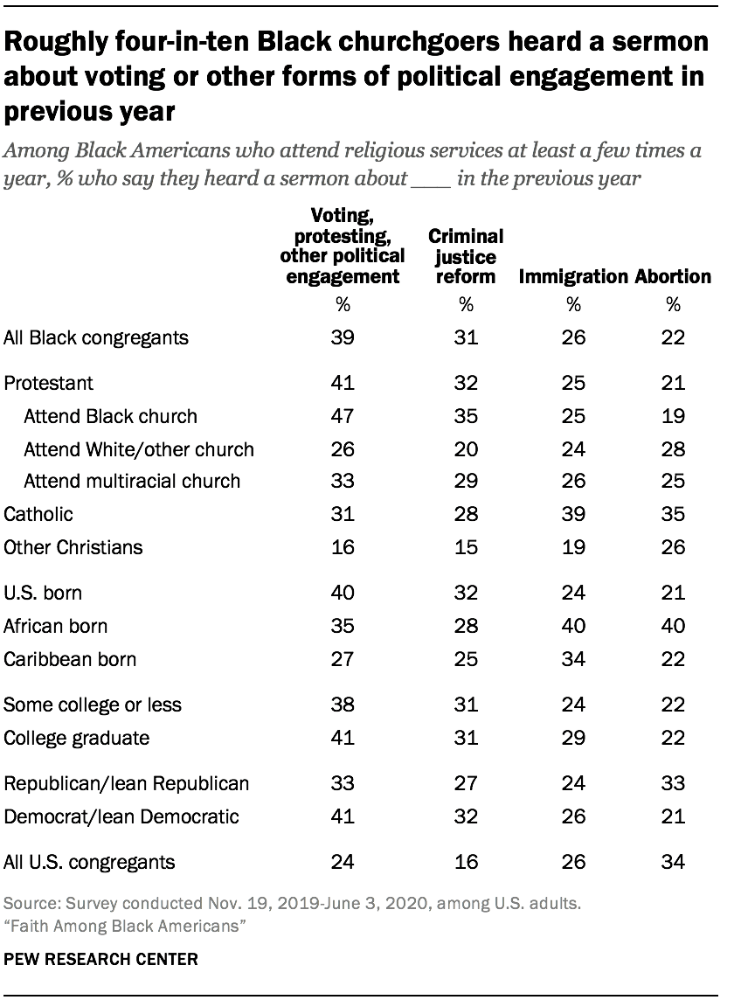 Roughly four-in-ten Black churchgoers heard a sermon
about voting or other forms of political engagement in
previous year
Among Black Americans who attend religious services at least a few times a
year, % who say they heard a sermon about ___ in the previous year
Voting,
protesting,
other political
engagement
Criminal
justice
reform
Immigration
Abortion
% % % %
All Black congregants 39 31 26 22
Protestant 41 32 25 21
Attend Black church 47 35 25 19
Attend White/other church 26 20 24 28
Attend multiracial church 33 29 26 25
Catholic 31 28 39 35
Other Christians 16 15 19 26
U.S. born 40 32 24 21
African born 35 28 40 40
Caribbean born 27 25 34 22
Some college or less 38 31 24 22
College graduate 41 31 29 22
Republican/lean Republican 33 27 24 33
Democrat/lean Democratic 41 32 26 21
All U.S. congregants 24 16 26 34
Source: Survey conducted Nov. 19, 2019-June 3, 2020, among U.S. adults.
“Faith Among Black Americans”
PEW RESEARCH CENTER